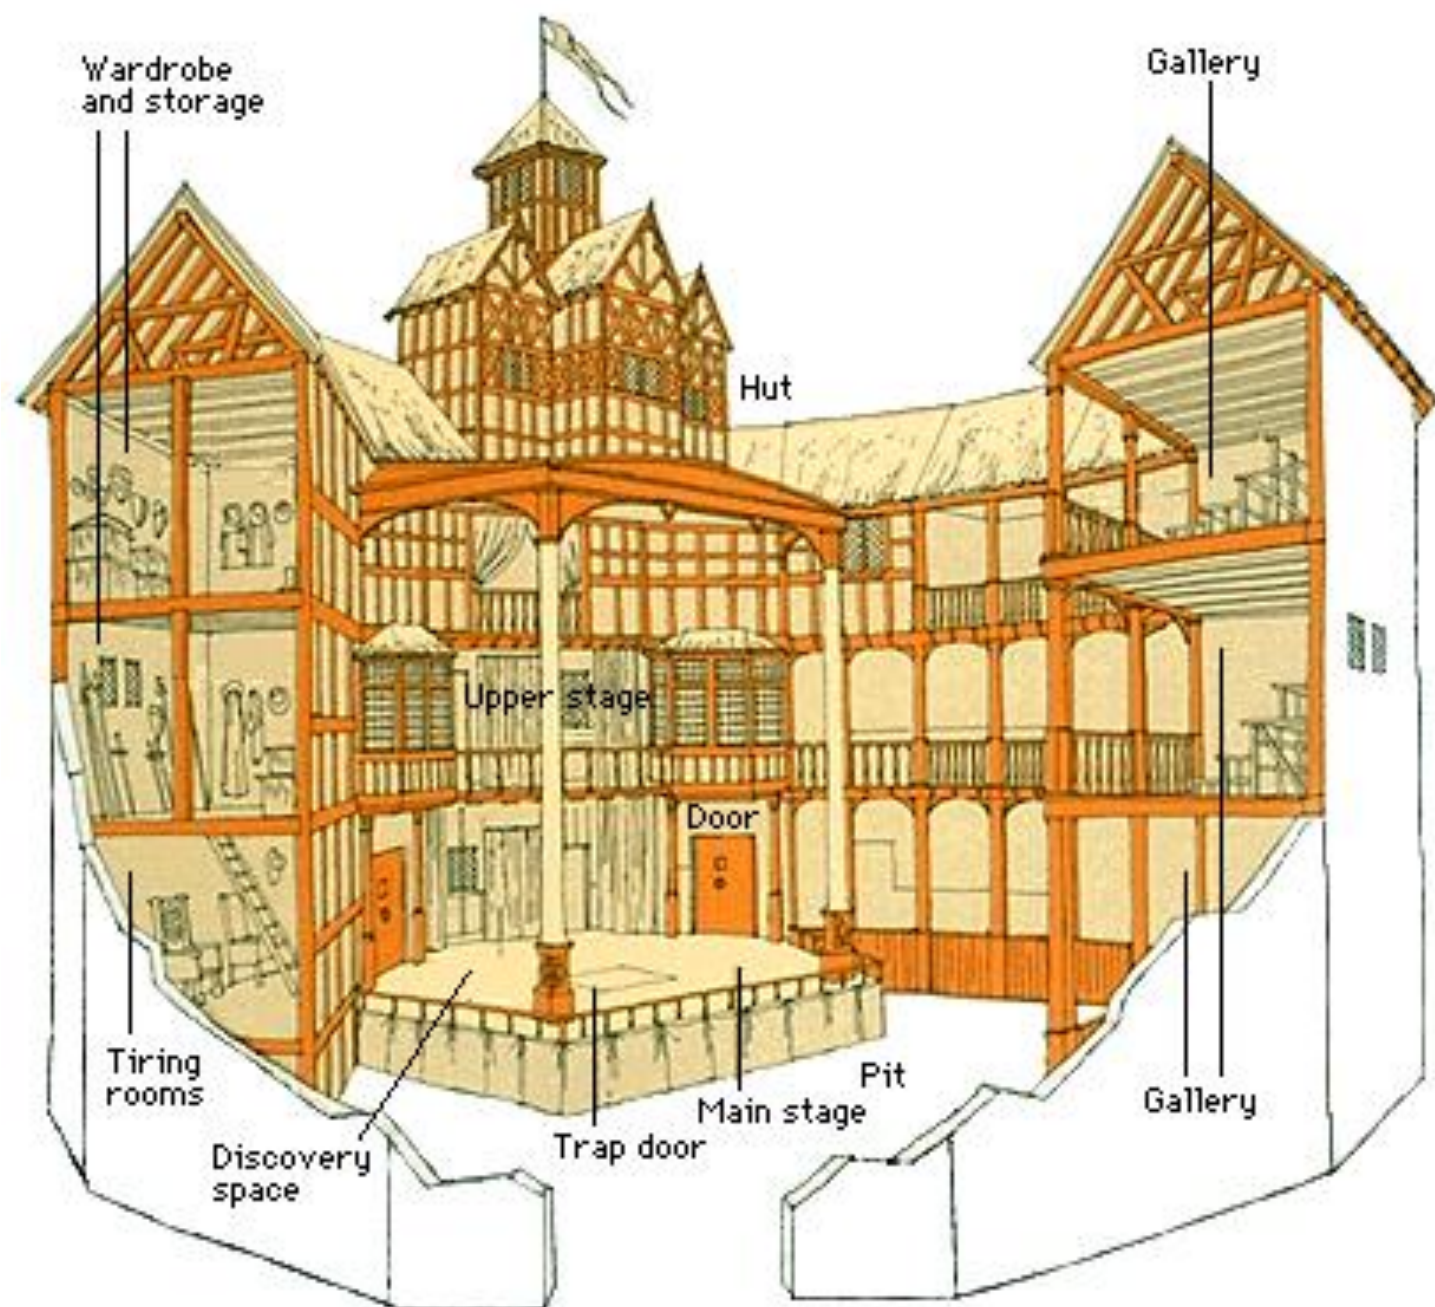 Wardrobe
and storage
Gallery
Hut
Upper stage
Door
Tiring
rooms
Pit
Gallery
Main stage
Trap door
Discovery
space